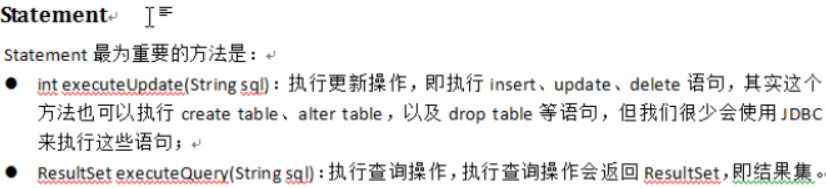 Statement
Statement 最为重要的方法是：
● int executeUpdate(String sql)：执行更新操作，即执行 insert、update、delete 语句，其实这个
方法也可以执行 create table、alter table，以及 drop table 等语句，但我们很少会使用 JDBC
来执行这些语句；
● ResultSet executeQuery(String sql)：执行查询操作，执行查询操作会返回 ResultSet，即结果集。